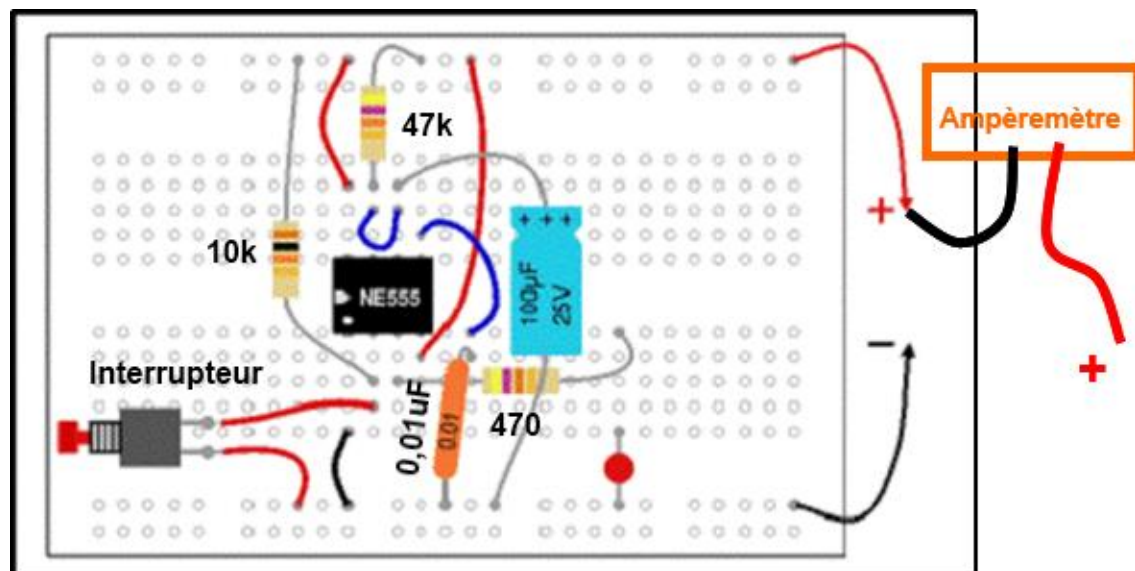 47k
Ampèremètre
+
10k
NE555
+ + +
100µF
25V
−
+
Interrupteur
0,01uF
0.01
470